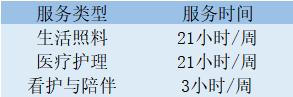 服务类型 服务时间
生活照料 21小时/周
医疗护理 21小时/周
看护与陪伴 3小时/周